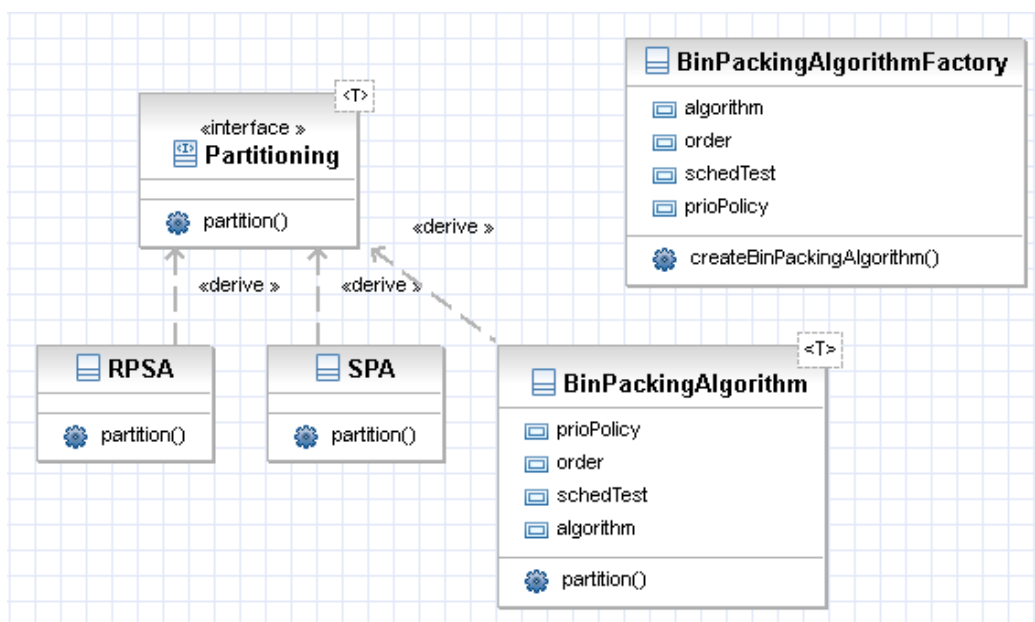 <T>
«interface »
Partitioning
partition()
BinPackingAlgorithmFactory
algorithm
order
schedTest
prioPolicy
createBinPackingAlgorithm()
«derive »
«derive »
«derive »
RPSA
partition()
SPA
partition()
<T>
BinPackingAlgorithm
prioPolicy
order
schedTest
algorithm
partition()